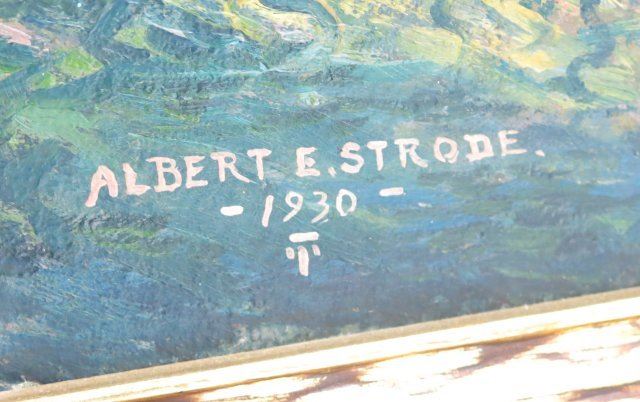 ALBERT E. STRODE.
- 1930 -